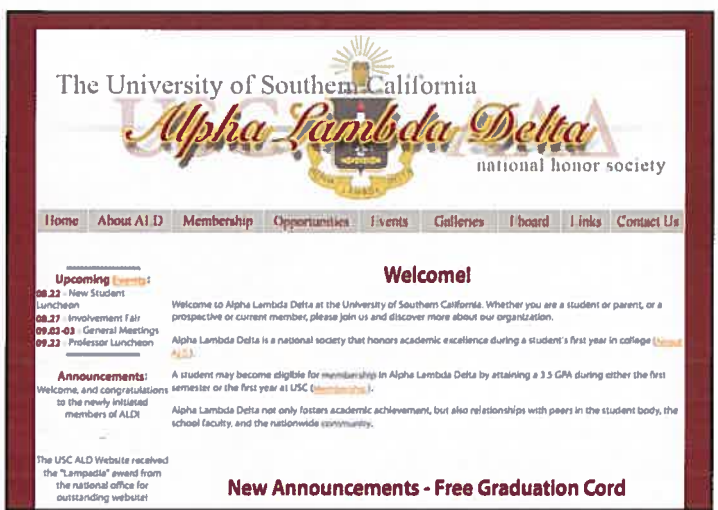 The University of Southern California
USC ΑΛΔ
Alpha Lambda Delta
national honor society
Home About ALD Membership Opportunities Events Galleries Eboard Links Contact Us
Upcoming Events:
08.22 - New Student
Luncheon
08.27 - Involvement Fair
09.03-03 - General Meetings
09.22 - Professor Luncheon
Announcements:
Welcome, and congratulations
to the newly initiated
members of ALD!
The USC ALD Website received
the "Lampadia" award from
the national office for
outstanding website!
Welcome!
Welcome to Alpha Lambda Delta at the University of Southern California. Whether you are a student or parent, or a
prospective or current member, please join us and discover more about our organization.
Alpha Lambda Delta is a national society that honors academic excellence during a student's first year in college (About
ALD).
A student may become eligible for membership in Alpha Lambda Delta by attaining a 3.5 GPA during either the first
semester or the first year at USC (Membership).
Alpha Lambda Delta not only fosters academic achievement, but also relationships with peers in the student body, the
school faculty, and the nationwide community.
New Announcements - Free Graduation Cord